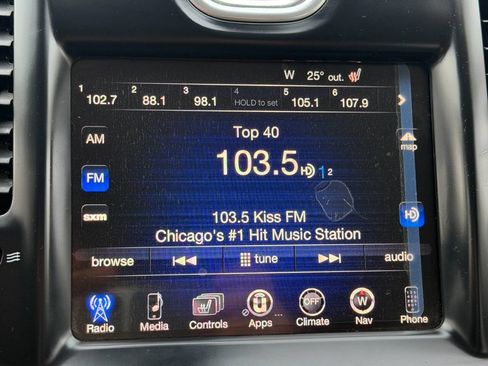 W 25° out.
1 102.7 2 88.1 3 98.1 4 HOLD to set 5 105.1 6 107.9
AM
Top 40
map
FM
103.5 HD 1 2
sxm
HD
103.5 Kiss FM
Chicago's #1 Hit Music Station
browse tune audio
OFF W
Radio Media Controls Apps ... Climate Nav Phone